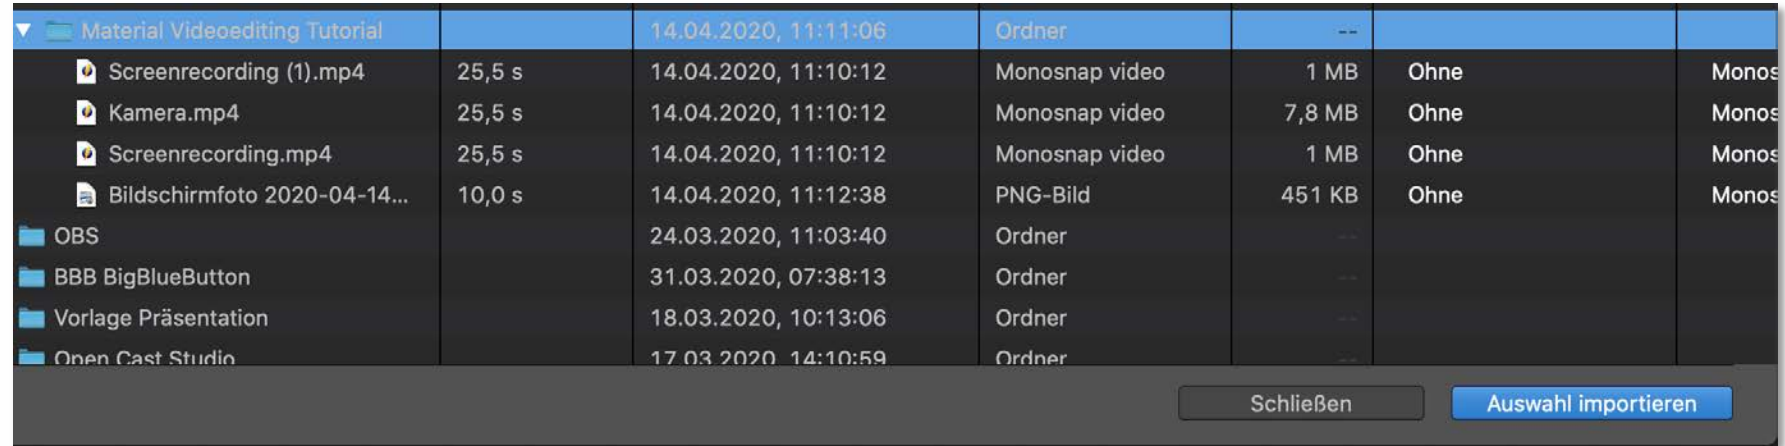 Material Videoediting Tutorial 14.04.2020, 11:11:06 Ordner --
Screenrecording (1).mp4 25,5 s 14.04.2020, 11:10:12 Monosnap video 1 MB Ohne Monos
Kamera.mp4 25,5 s 14.04.2020, 11:10:12 Monosnap video 7,8 MB Ohne Monos
Screenrecording.mp4 25,5 s 14.04.2020, 11:10:12 Monosnap video 1 MB Ohne Monos
Bildschirmfoto 2020-04-14... 10,0 s 14.04.2020, 11:12:38 PNG-Bild 451 KB Ohne Monos
OBS 24.03.2020, 11:03:40 Ordner --
BBB BigBlueButton 31.03.2020, 07:38:13 Ordner --
Vorlage Präsentation 18.03.2020, 10:13:06 Ordner --
Open Cast Studio 17.03.2020, 14:10:59 Ordner --
Schließen Auswahl importieren